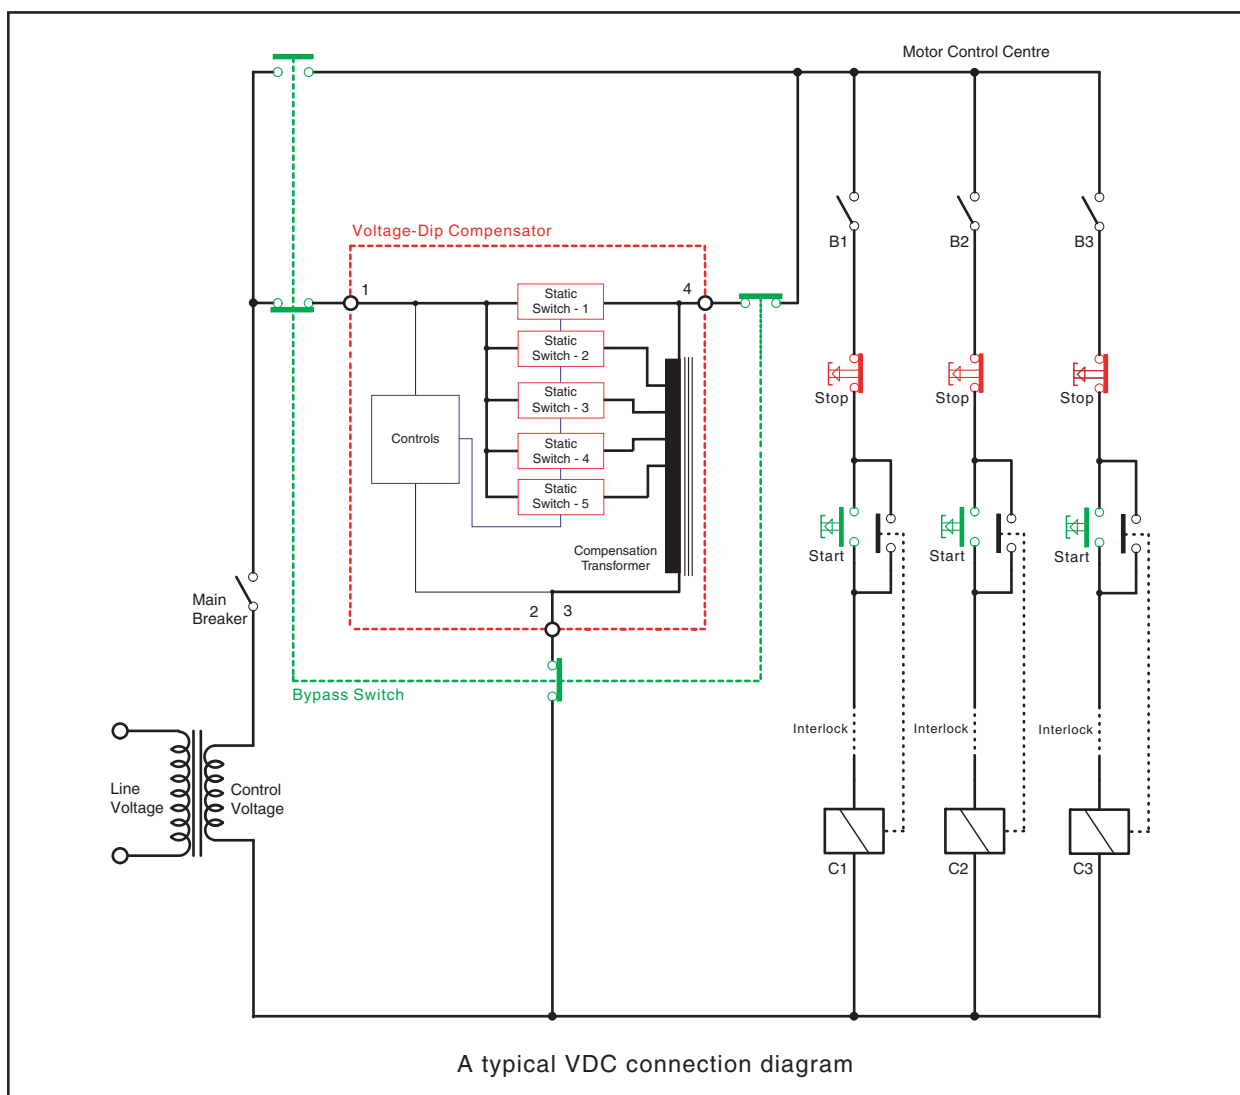 Motor Control Centre
Voltage-Dip Compensator
B1
B2
B3
1
4
Static
Switch - 1
Static
Switch - 2
Static
Switch - 3
Static
Switch - 4
Static
Switch - 5
Controls
Compensation
Transformer
2
3
Stop
Stop
Stop
Start
Start
Start
Main
Breaker
Bypass Switch
Interlock
Interlock
Interlock
Line
Voltage
Control
Voltage
C1
C2
C3
A typical VDC connection diagram